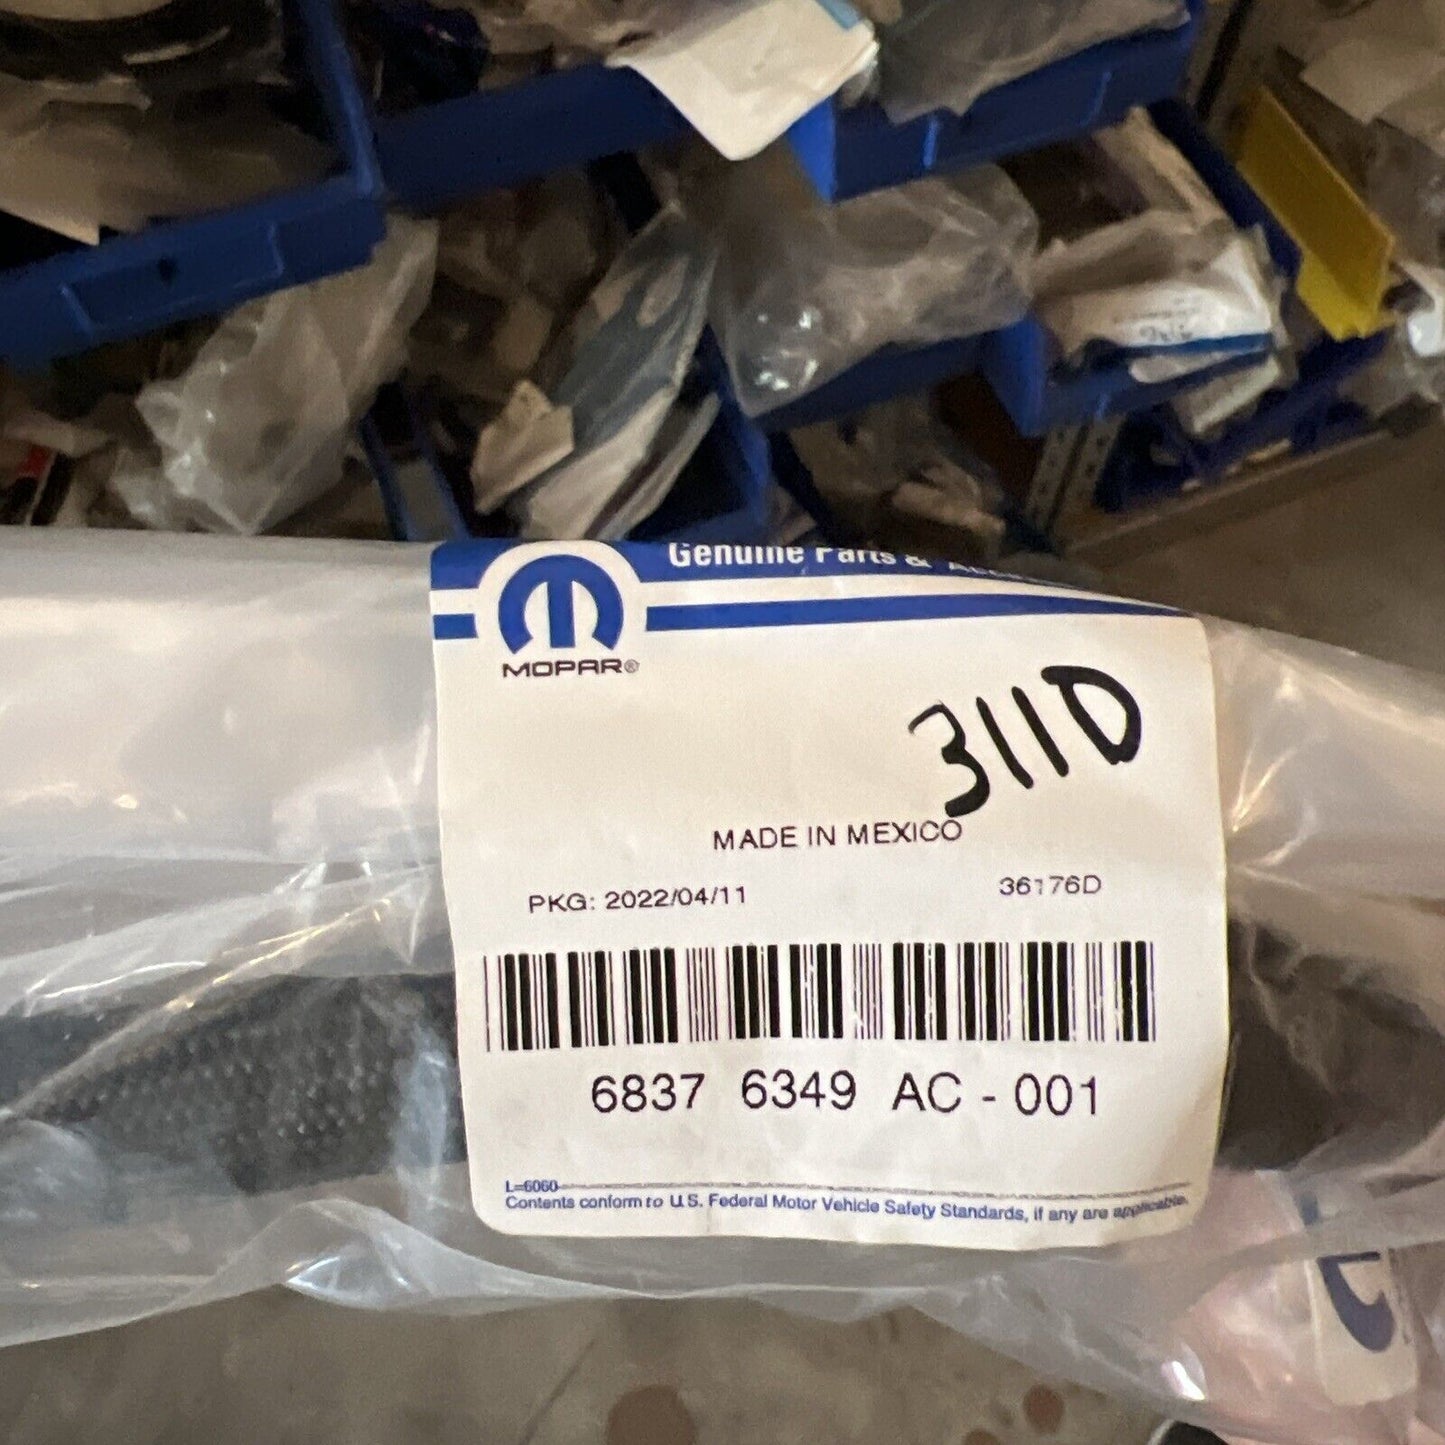 Genuine Parts &
MOPAR®
311D
MADE IN MEXICO
PKG: 2022/04/11 36176D
6837 6349 AC - 001
L=6060
Contents conform to U.S. Federal Motor Vehicle Safety Standards, if any are applicable.